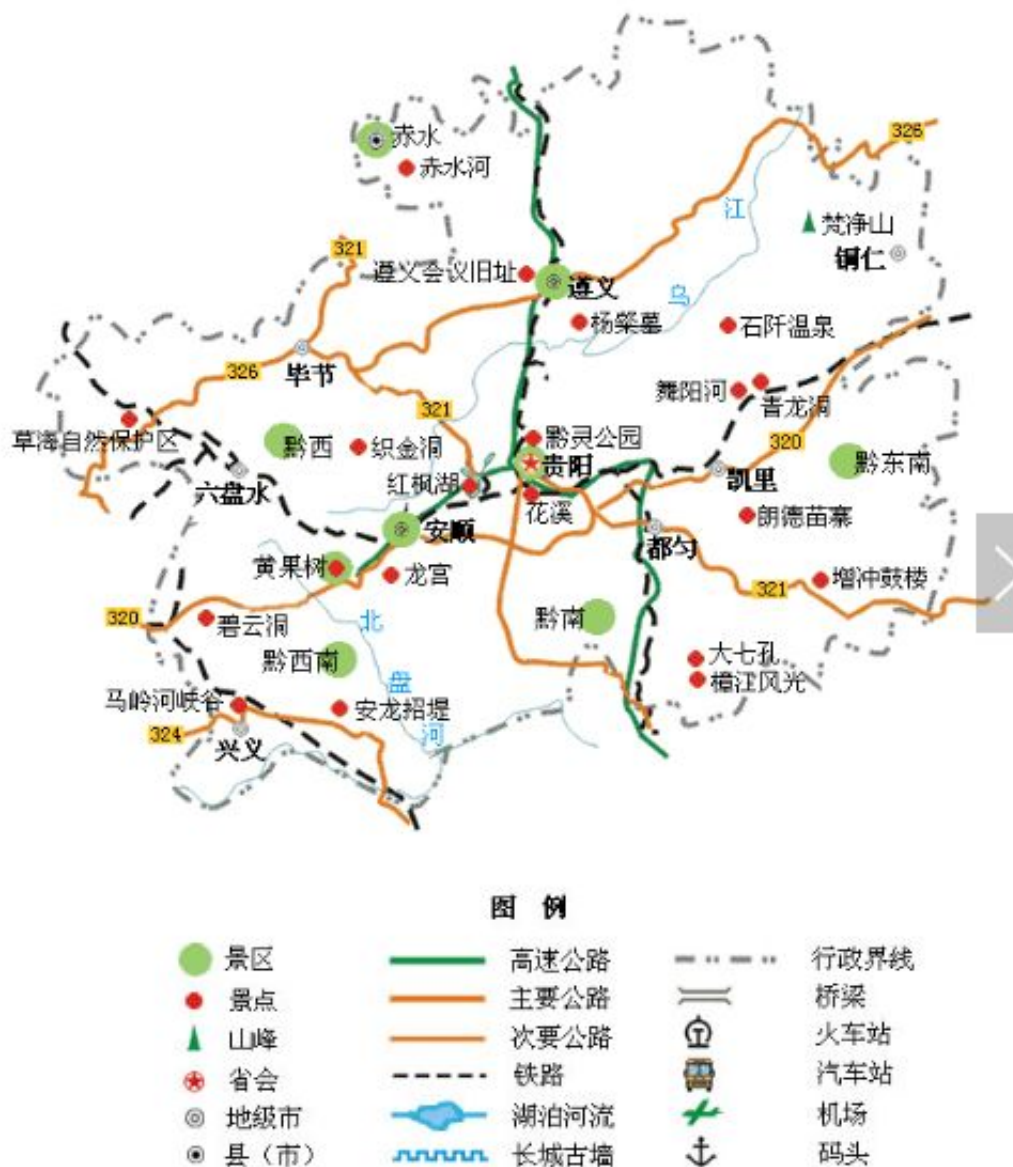 赤水
赤水河
326
江
梵净山
铜仁
321
遵义会议旧址
遵义
乌
杨粲墓
石阡温泉
毕节
326
舞阳河
青龙洞
321
320
草海自然保护区
黔西
织金洞
黔灵公园
贵阳
黔东南
六盘水
红枫湖
凯里
花溪
朗德苗寨
安顺
都匀
黄果树
龙宫
增冲鼓楼
321
320
碧云洞
北
黔南
黔西南
大七孔
盘
樟江风光
马岭河峡谷
安龙招堤
324
河
兴义
图 例
景区
高速公路
行政界线
景点
主要公路
桥梁
山峰
次要公路
火车站
省会
铁路
汽车站
地级市
湖泊河流
机场
县（市）
长城古墙
码头